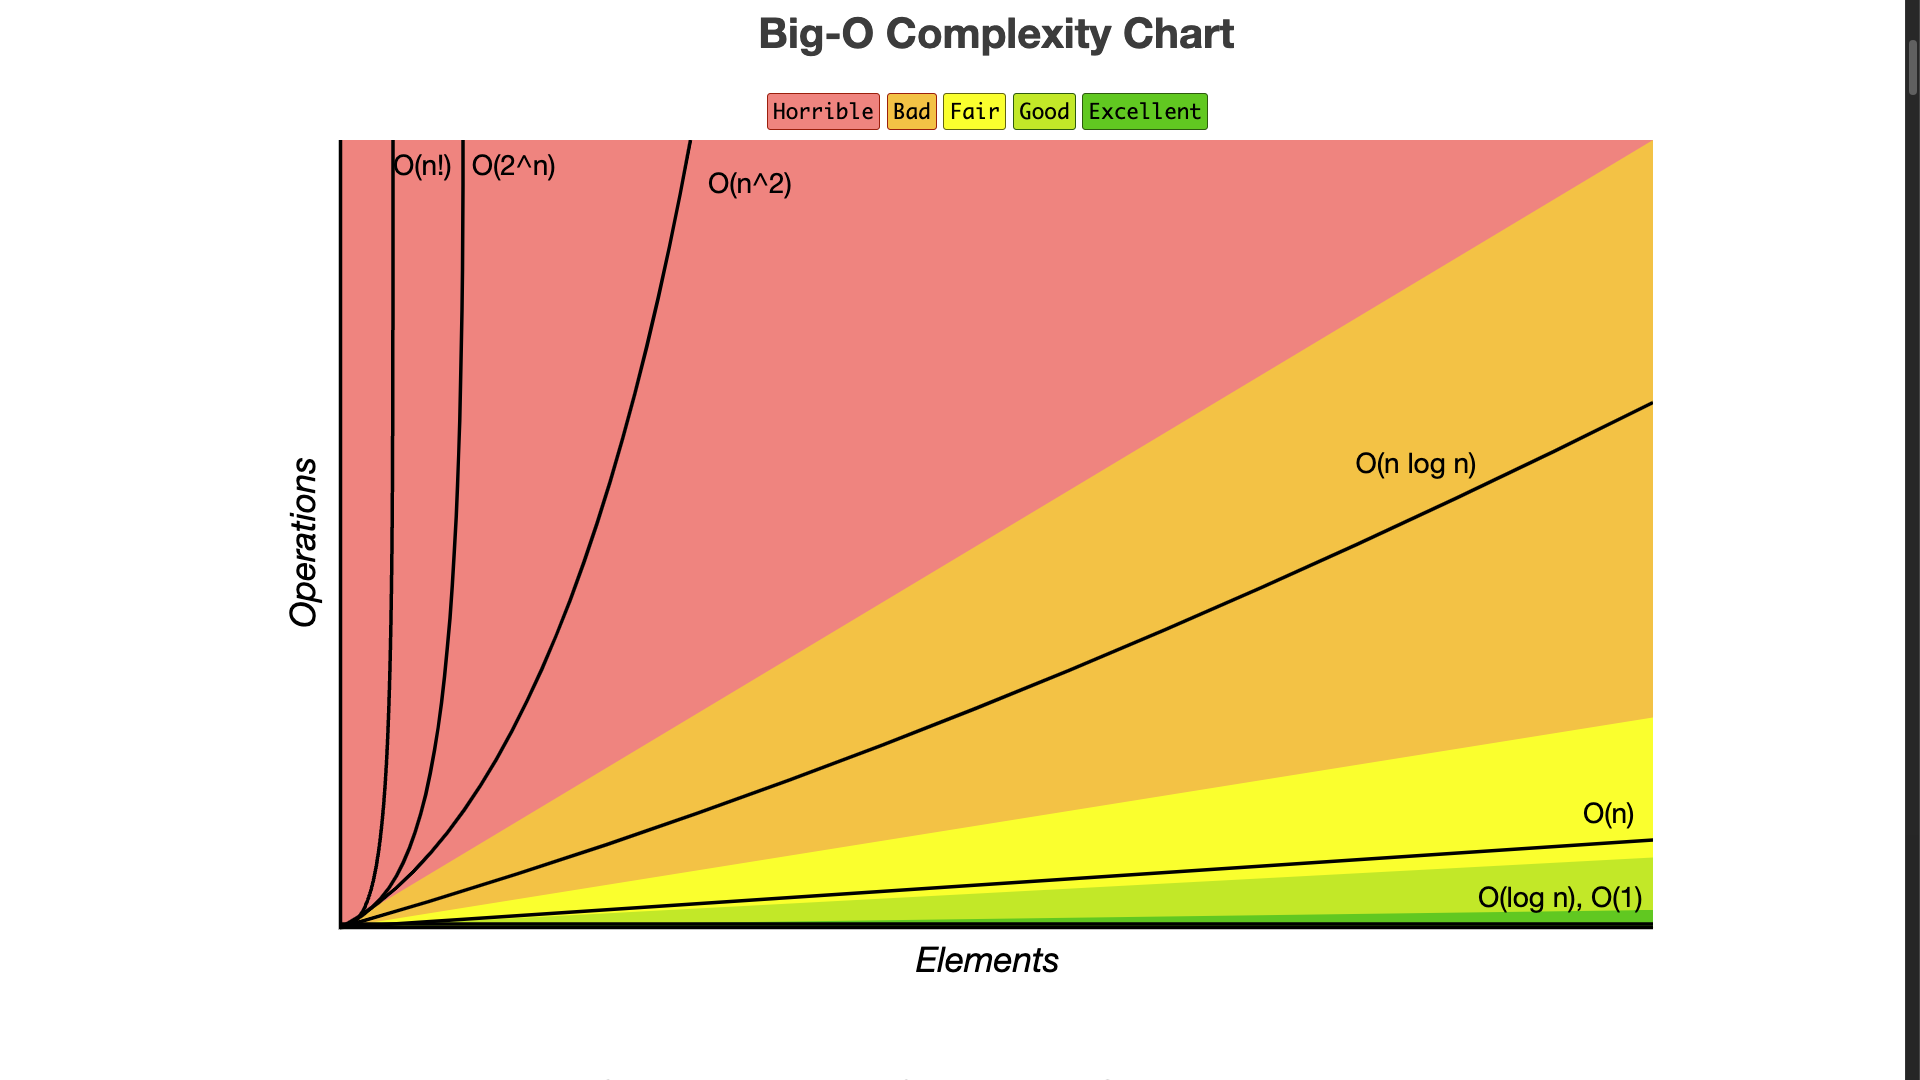 Big-O Complexity Chart
Horrible Bad Fair Good Excellent
O(n!) O(2^n)
O(n^2)
O(n log n)
O(n)
O(log n), O(1)
Operations
Elements